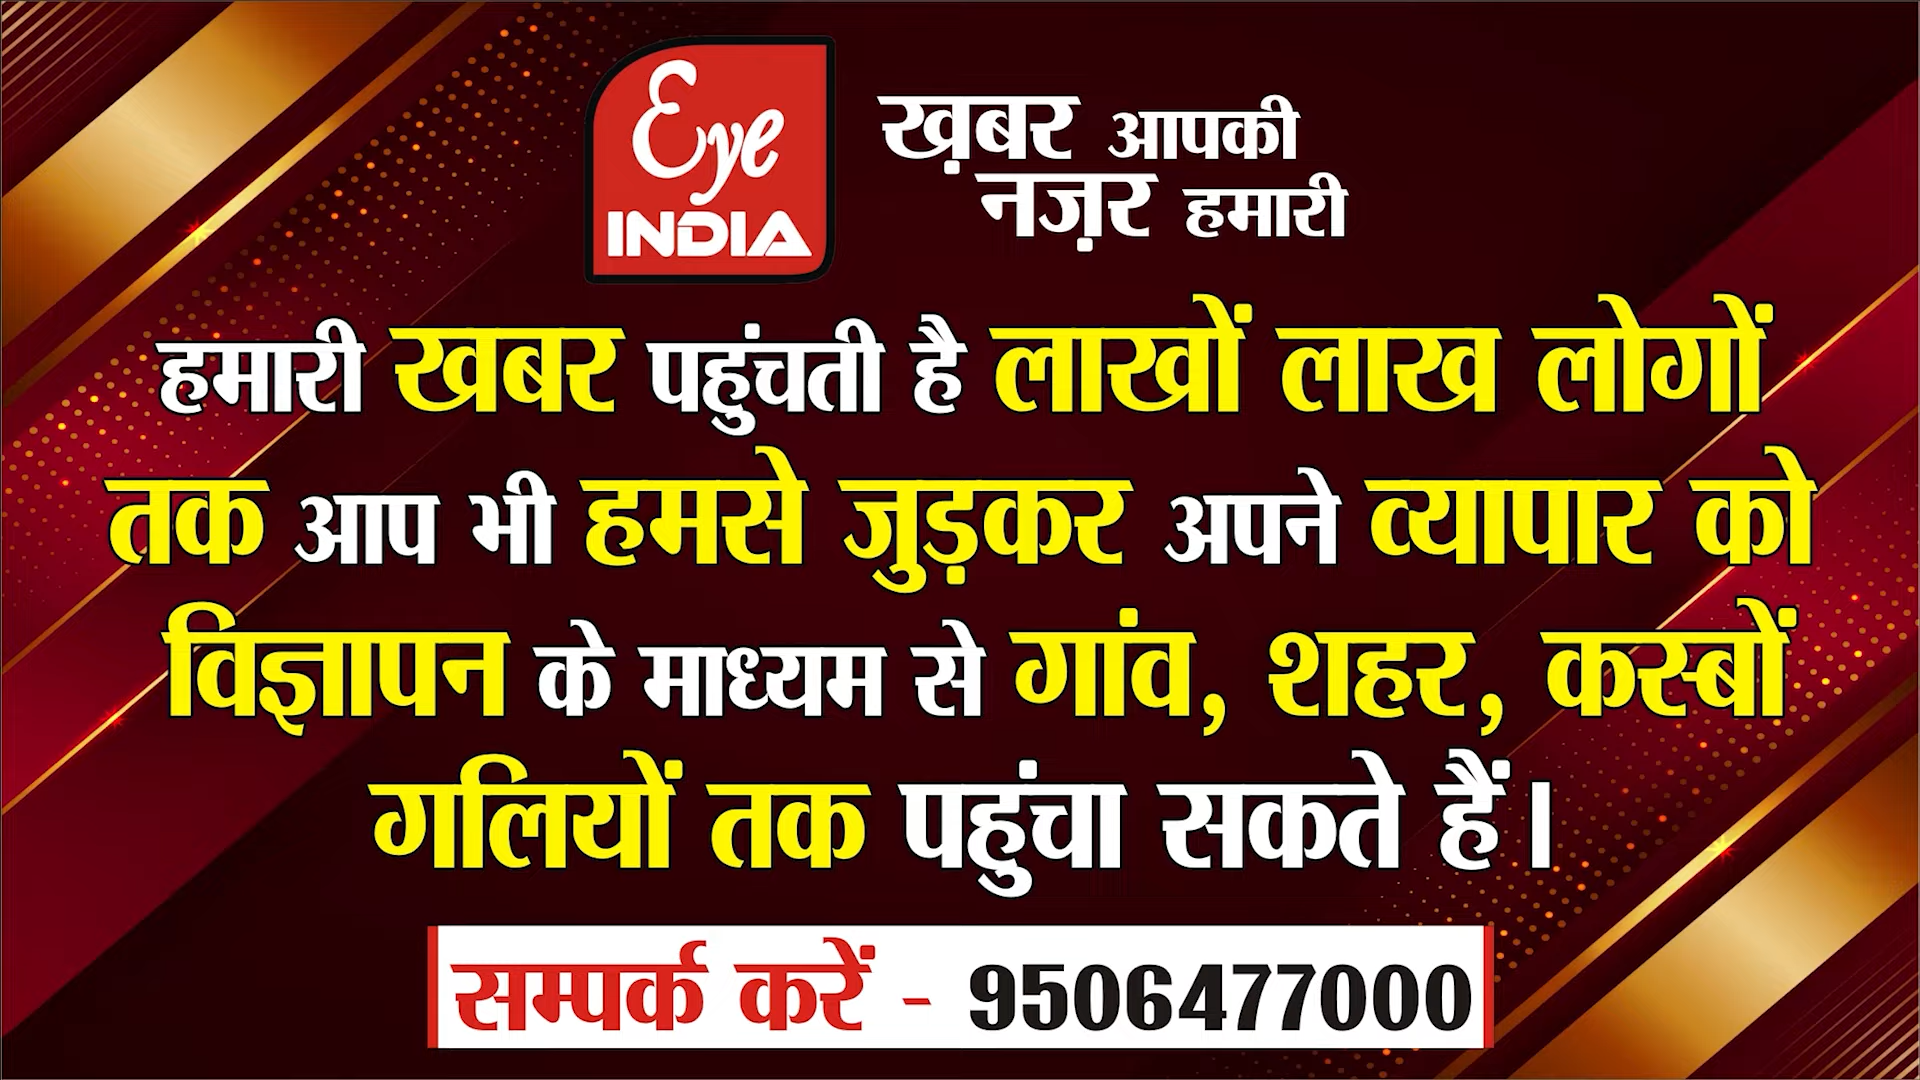 Eye
INDIA
ख़बर आपकी
नज़र हमारी
हमारी खबर पहुंचती है लाखों लाख लोगों
तक आप भी हमसे जुड़कर अपने व्यापार को
विज्ञापन के माध्यम से गांव, शहर, कस्बों
गलियों तक पहुंचा सकते हैं।
सम्पर्क करें - 9506477000